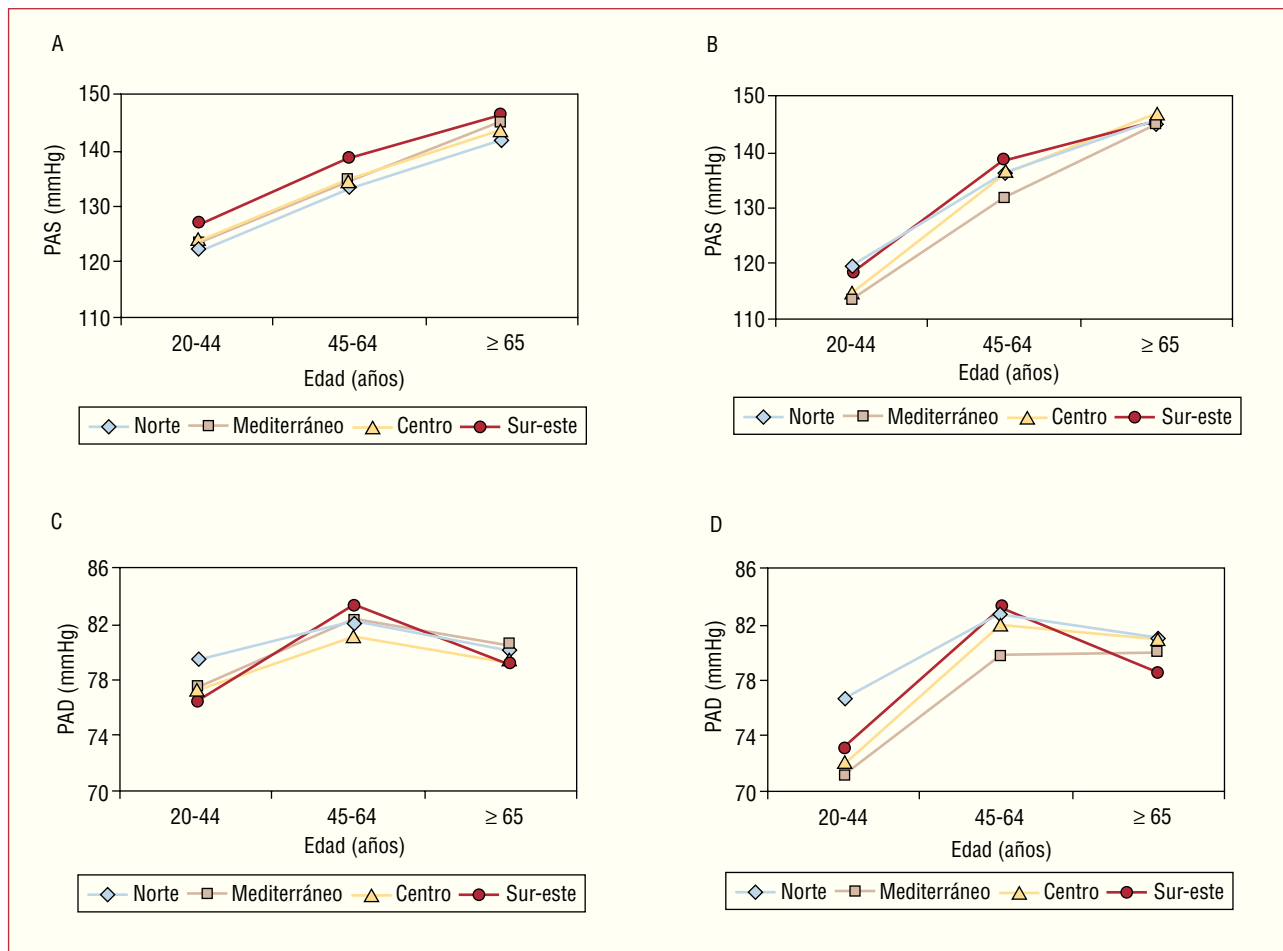 A
150
140
130
120
110
PAS (mmHg)
20-44 45-64 ≥ 65
Edad (años)
Norte Mediterráneo Centro Sur-este
B
150
140
130
120
110
PAS (mmHg)
20-44 45-64 ≥ 65
Edad (años)
Norte Mediterráneo Centro Sur-este
C
86
82
78
74
70
PAD (mmHg)
20-44 45-64 ≥ 65
Edad (años)
Norte Mediterráneo Centro Sur-este
D
86
82
78
74
70
PAD (mmHg)
20-44 45-64 ≥ 65
Edad (años)
Norte Mediterráneo Centro Sur-este